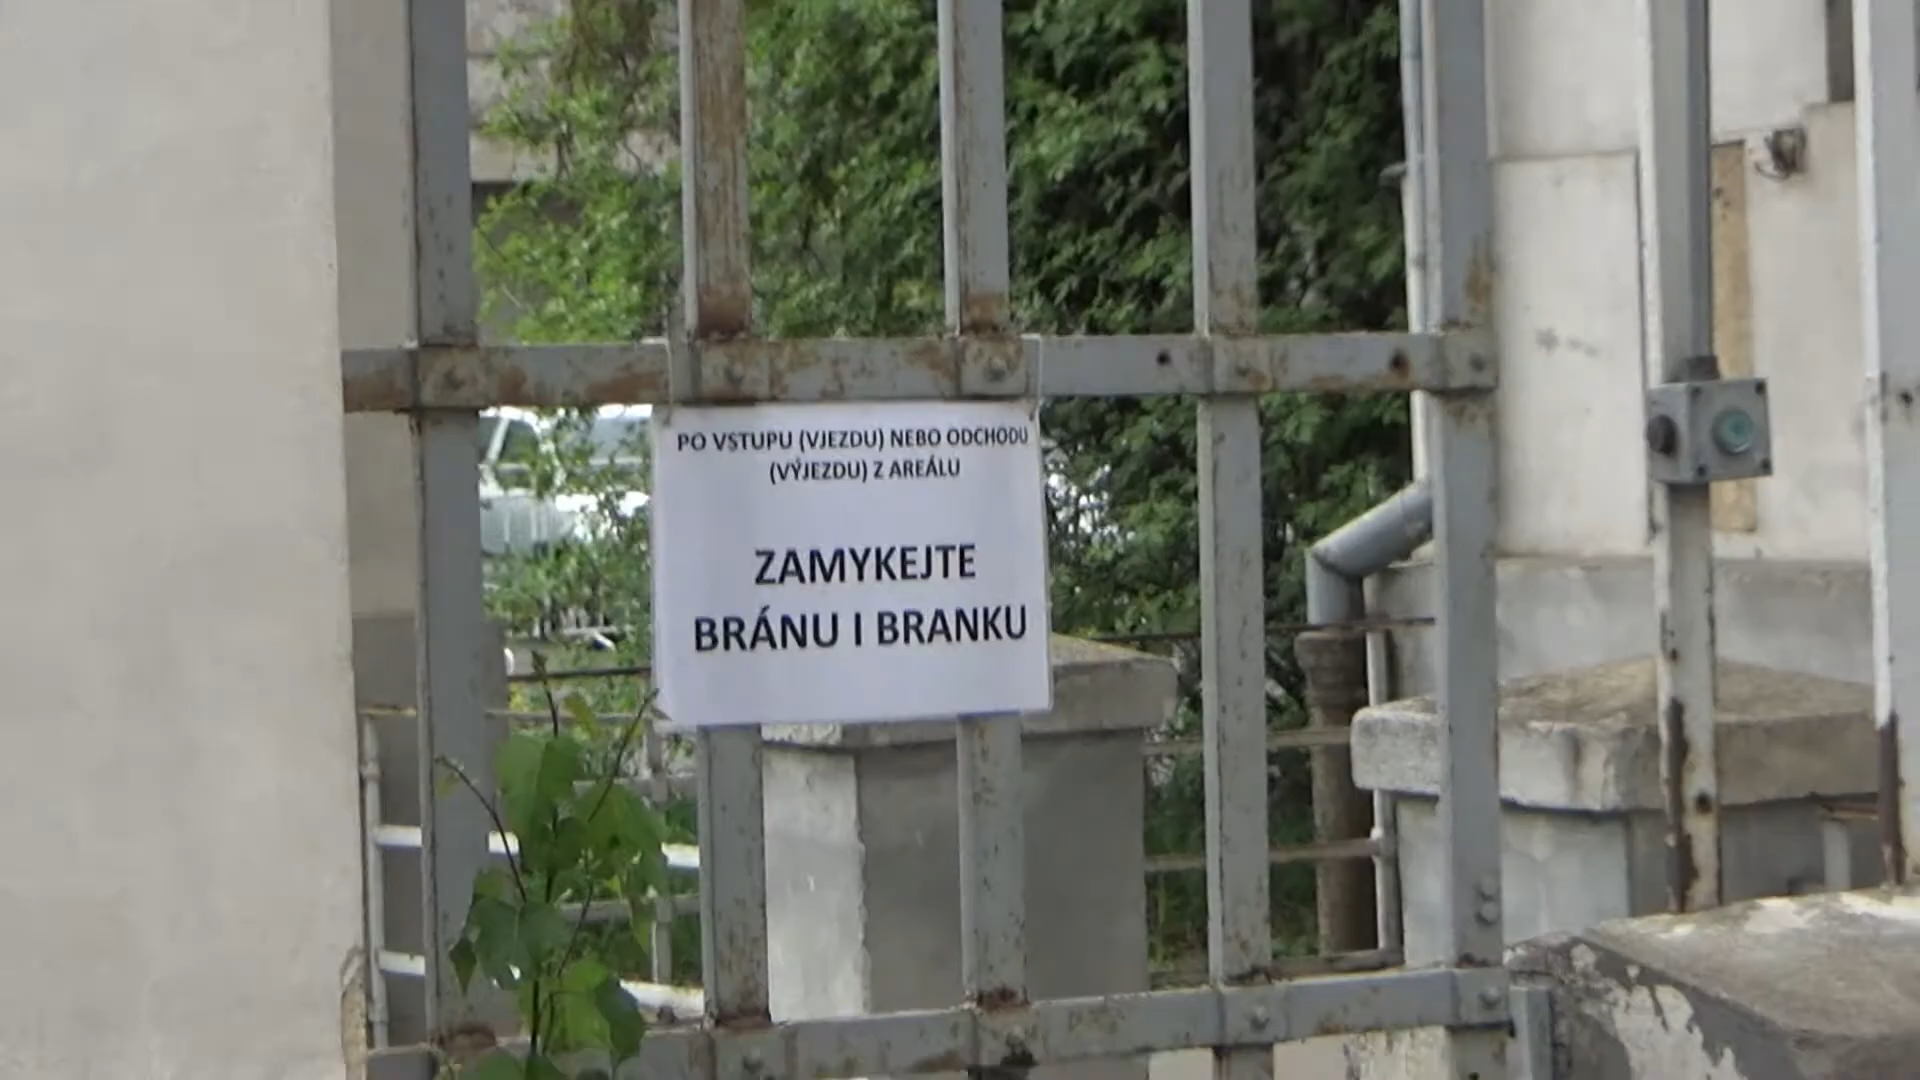 PO VSTUPU (VJEZDU) NEBO ODCHODU
(VÝJEZDU) Z AREÁLU
ZAMYKEJTE
BRÁNU I BRANKU